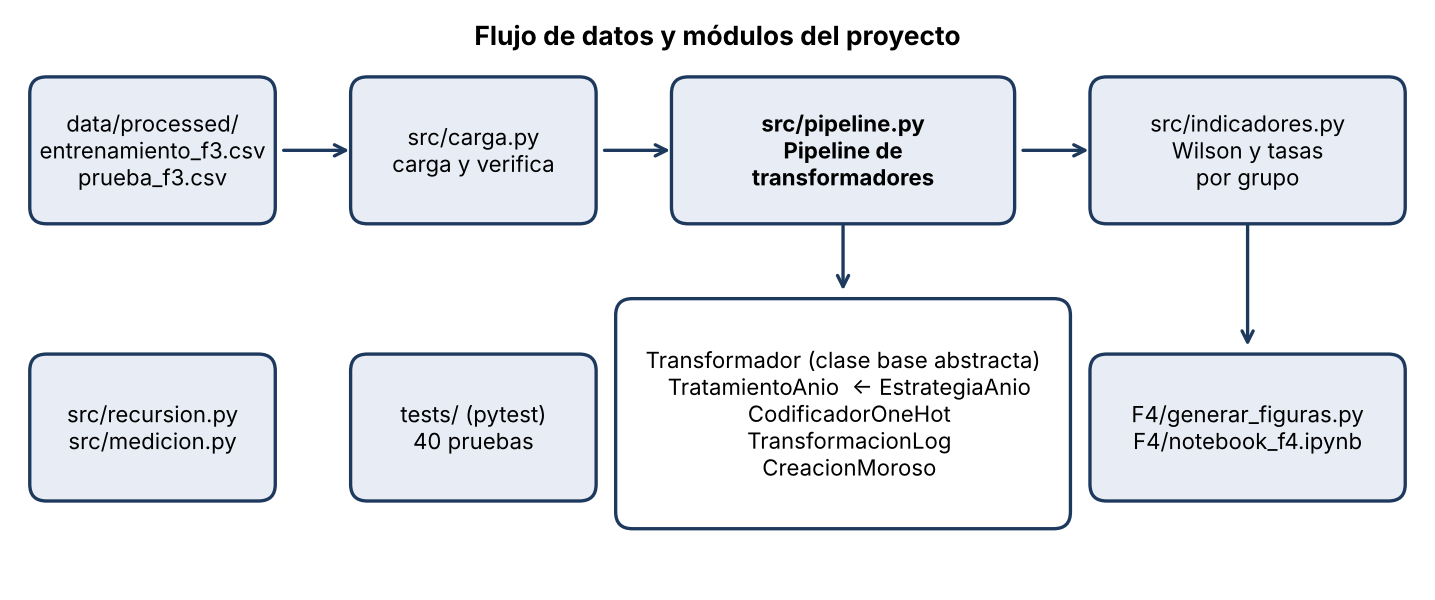 Flujo de datos y módulos del proyecto
data/processed/
entrenamiento_f3.csv
prueba_f3.csv
src/carga.py
carga y verifica
src/pipeline.py
Pipeline de
transformadores
src/indicadores.py
Wilson y tasas
por grupo
src/recursion.py
src/medicion.py
tests/ (pytest)
40 pruebas
Transformador (clase base abstracta)
TratamientoAnio ← EstrategiaAnio
CodificadorOneHot
TransformacionLog
CreacionMoroso
F4/generar_figuras.py
F4/notebook_f4.ipynb